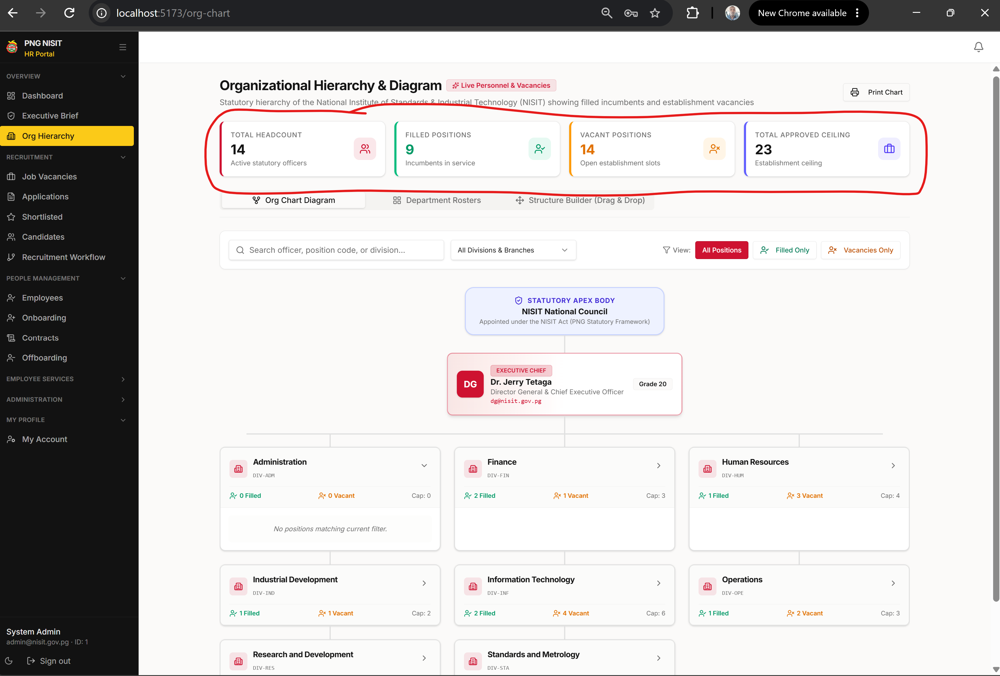 localhost:5173/org-chart
New Chrome available
PNG NISIT
HR Portal
OVERVIEW
Dashboard
Executive Brief
Org Hierarchy
RECRUITMENT
Job Vacancies
Applications
Shortlisted
Candidates
Recruitment Workflow
PEOPLE MANAGEMENT
Employees
Onboarding
Contracts
Offboarding
EMPLOYEE SERVICES
ADMINISTRATION
MY PROFILE
My Account
System Admin
admin@nisit.gov.pg · ID: 1
Sign out
Organizational Hierarchy & Diagram
Live Personnel & Vacancies
Print Chart
Statutory hierarchy of the National Institute of Standards & Industrial Technology (NISIT) showing filled incumbents and establishment vacancies
TOTAL HEADCOUNT
14
Active statutory officers
FILLED POSITIONS
9
Incumbents in service
VACANT POSITIONS
14
Open establishment slots
TOTAL APPROVED CEILING
23
Establishment ceiling
Org Chart Diagram
Department Rosters
Structure Builder (Drag & Drop)
Search officer, position code, or division...
All Divisions & Branches
View:
All Positions
Filled Only
Vacancies Only
STATUTORY APEX BODY
NISIT National Council
Appointed under the NISIT Act (PNG Statutory Framework)
DG
EXECUTIVE CHIEF
Dr. Jerry Tetaga
Director General & Chief Executive Officer
dg@nisit.gov.pg
Grade 20
Administration
DIV-ADM
0 Filled
0 Vacant
Cap: 0
No positions matching current filter.
Finance
DIV-FIN
2 Filled
1 Vacant
Cap: 3
Human Resources
DIV-HUM
1 Filled
3 Vacant
Cap: 4
Industrial Development
DIV-IND
1 Filled
1 Vacant
Cap: 2
Information Technology
DIV-INF
2 Filled
4 Vacant
Cap: 6
Operations
DIV-OPE
1 Filled
2 Vacant
Cap: 3
Research and Development
DIV-RES
Standards and Metrology
DIV-STA